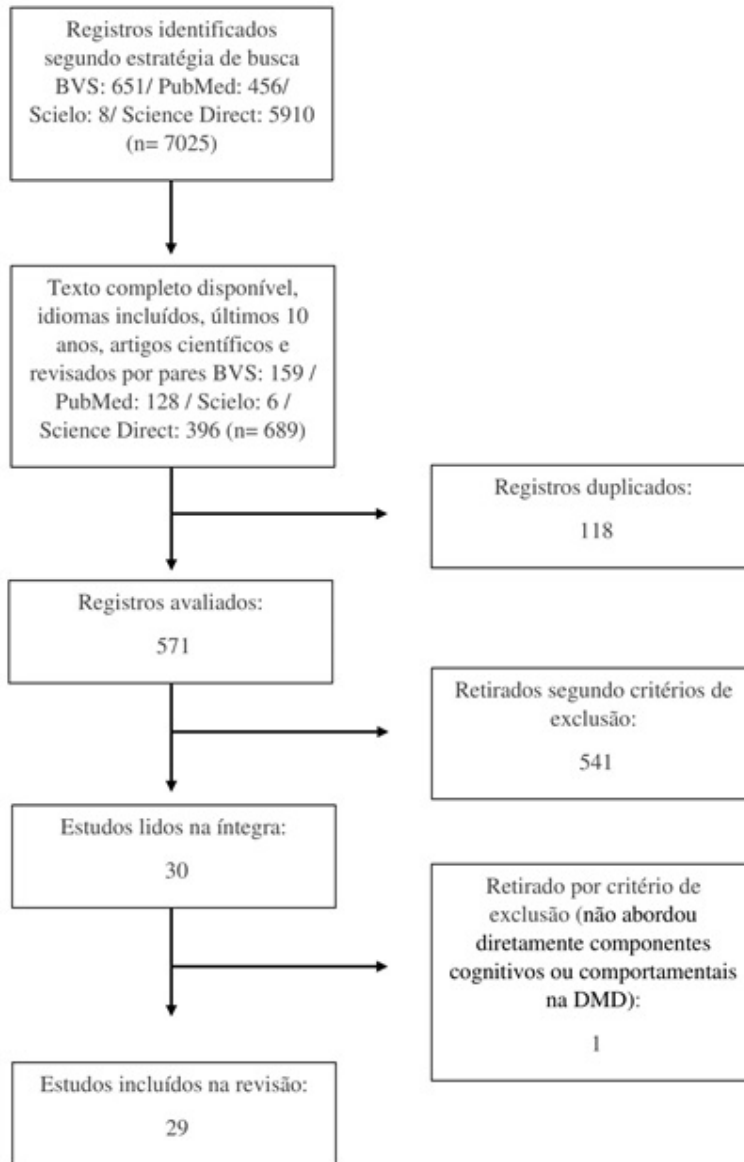 Registros identificados
segundo estratégia de busca
BVS: 651/ PubMed: 456/
Scielo: 8/ Science Direct: 5910
(n= 7025)
Texto completo disponível,
idiomas incluídos, últimos 10
anos, artigos científicos e
revisados por pares BVS: 159 /
PubMed: 128 / Scielo: 6 /
Science Direct: 396 (n= 689)
Registros duplicados:
118
Registros avaliados:
571
Retirados segundo critérios de
exclusão:
541
Estudos lidos na íntegra:
30
Retirado por critério de
exclusão (não abordou
diretamente componentes
cognitivos ou comportamentais
na DMD):
1
Estudos incluídos na revisão:
29